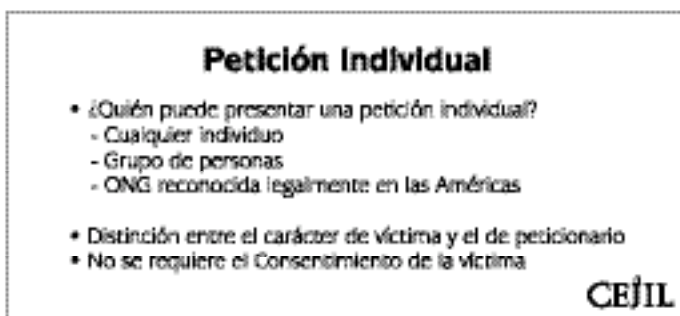 Petición Individual
• ¿Quién puede presentar una petición individual?
- Cualquier individuo
- Grupo de personas
- ONG reconocida legalmente en las Américas
• Distinción entre el carácter de víctima y el de peticionario
• No se requiere el Consentimiento de la víctima
CEJIL